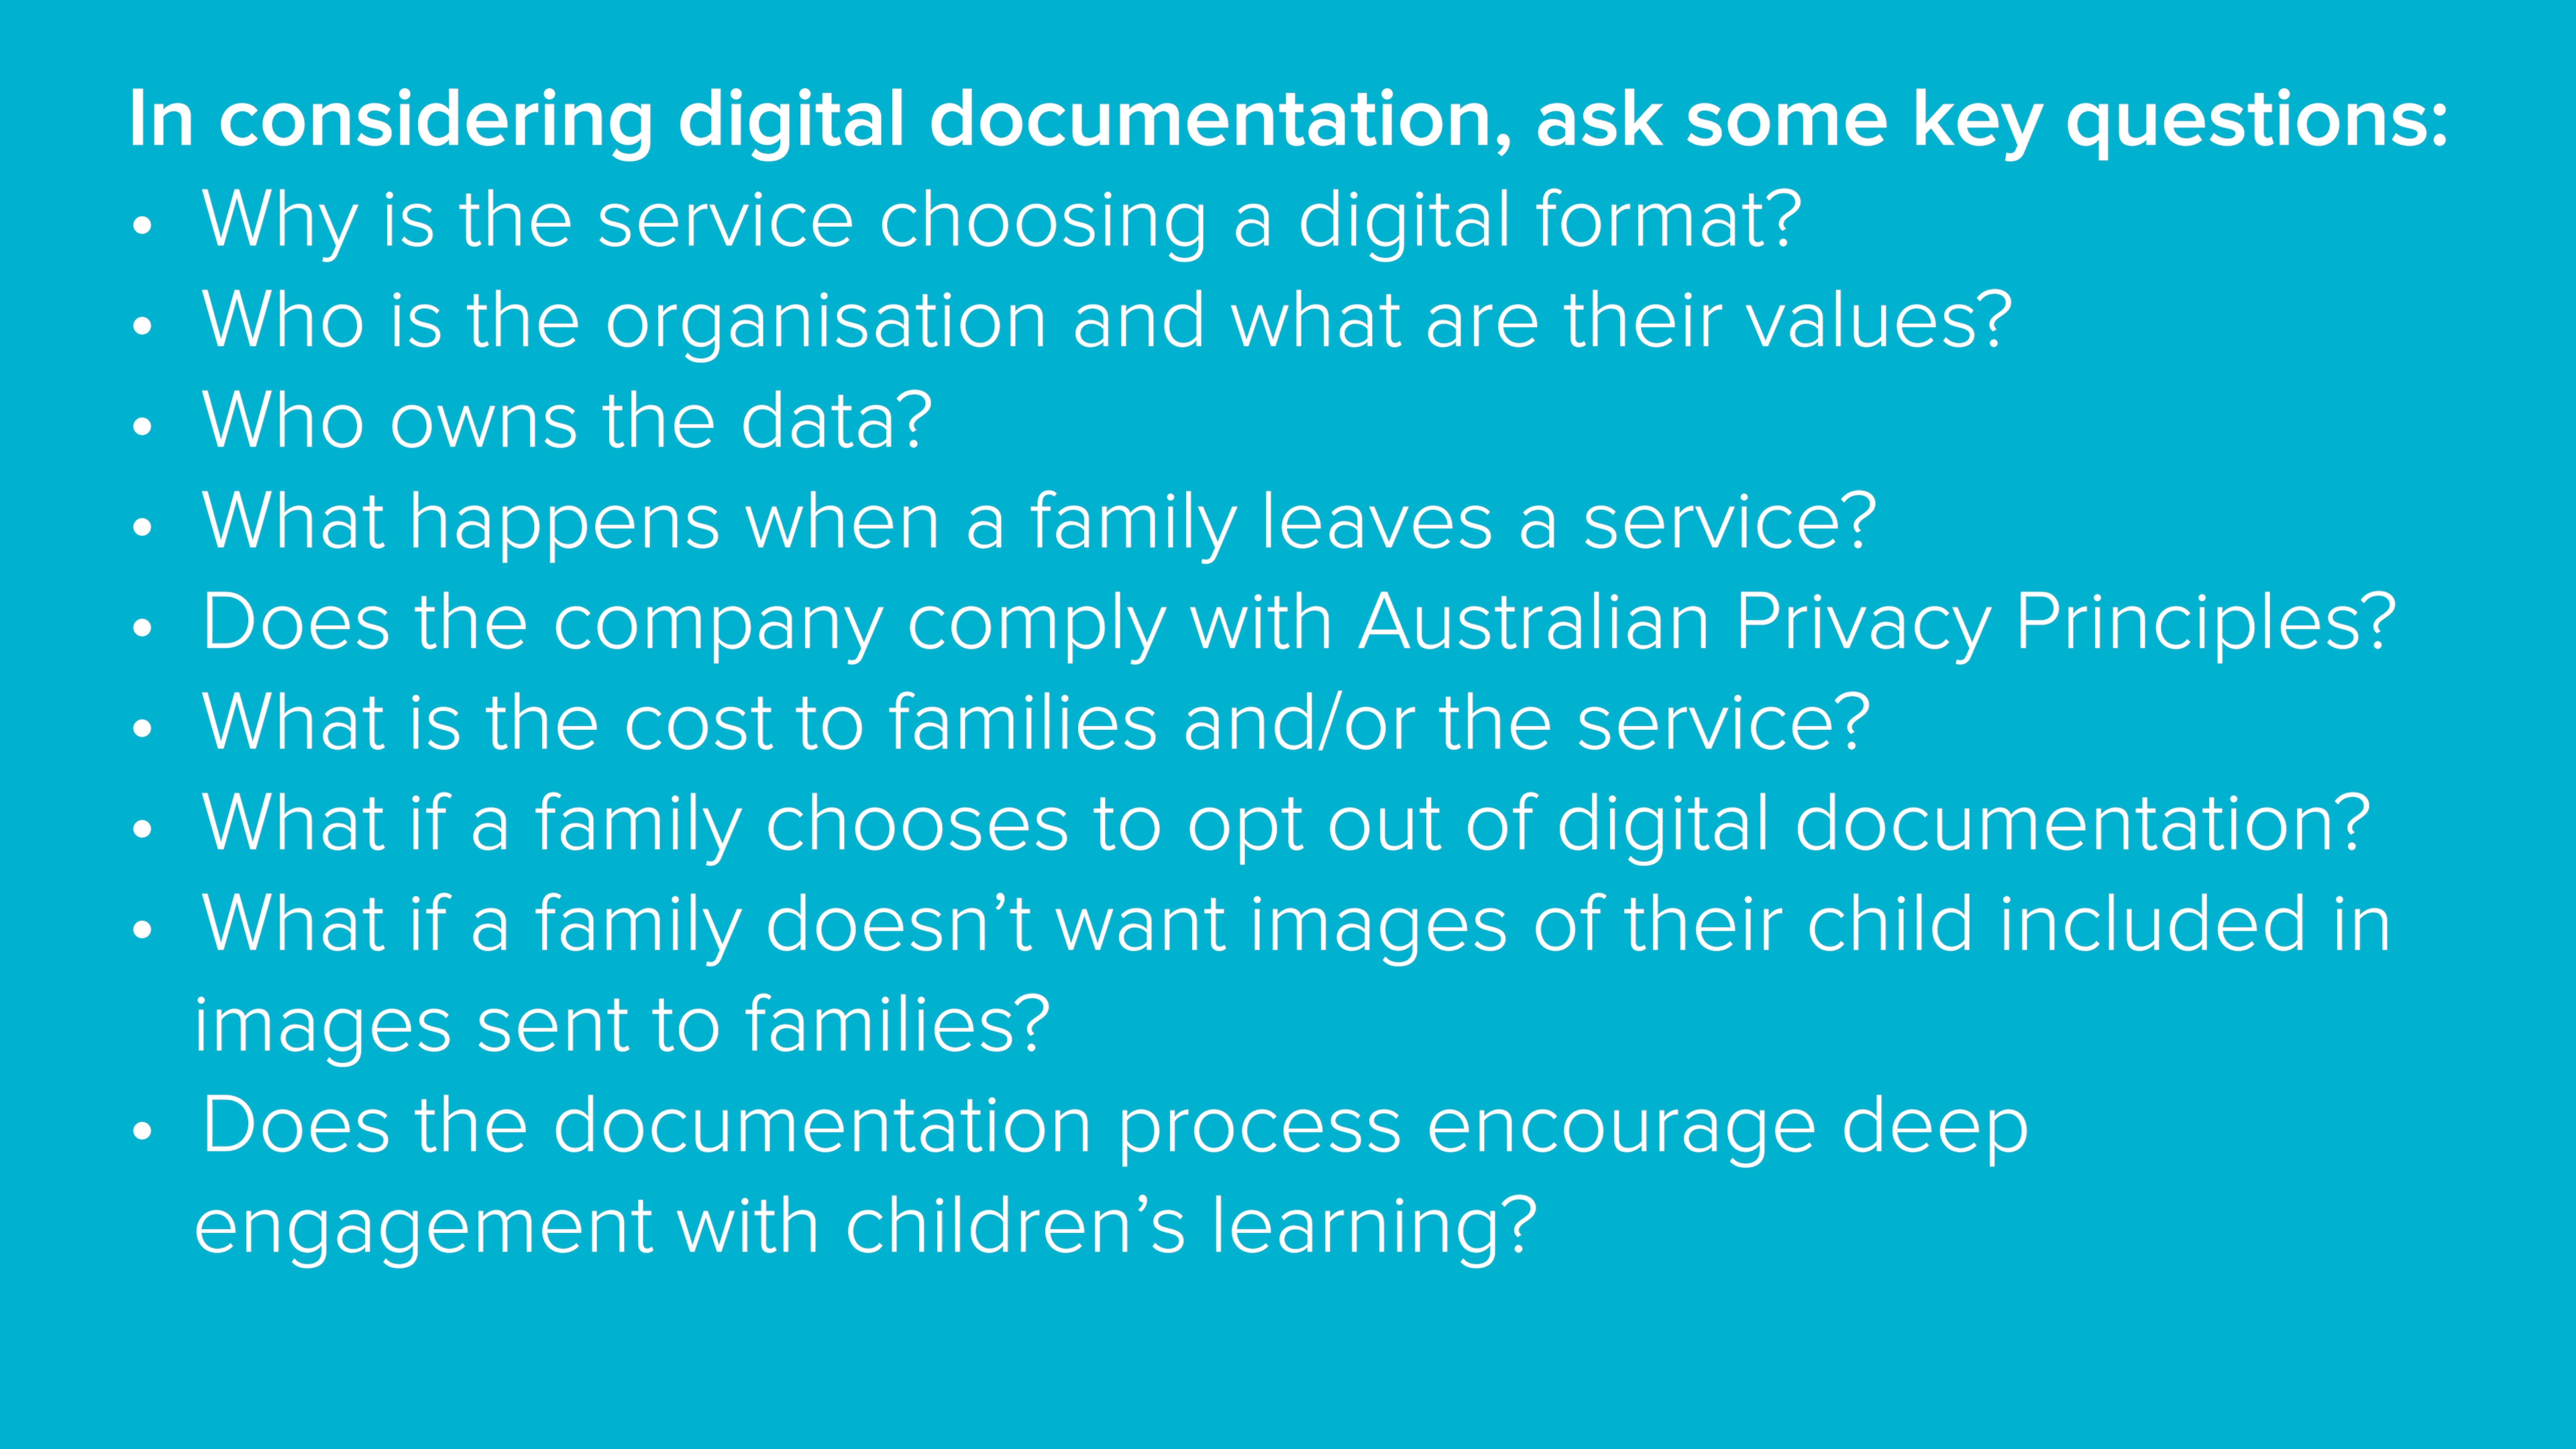 In considering digital documentation, ask some key questions:
• Why is the service choosing a digital format?
• Who is the organisation and what are their values?
• Who owns the data?
• What happens when a family leaves a service?
• Does the company comply with Australian Privacy Principles?
• What is the cost to families and/or the service?
• What if a family chooses to opt out of digital documentation?
• What if a family doesn’t want images of their child included in
images sent to families?
• Does the documentation process encourage deep
engagement with children’s learning?